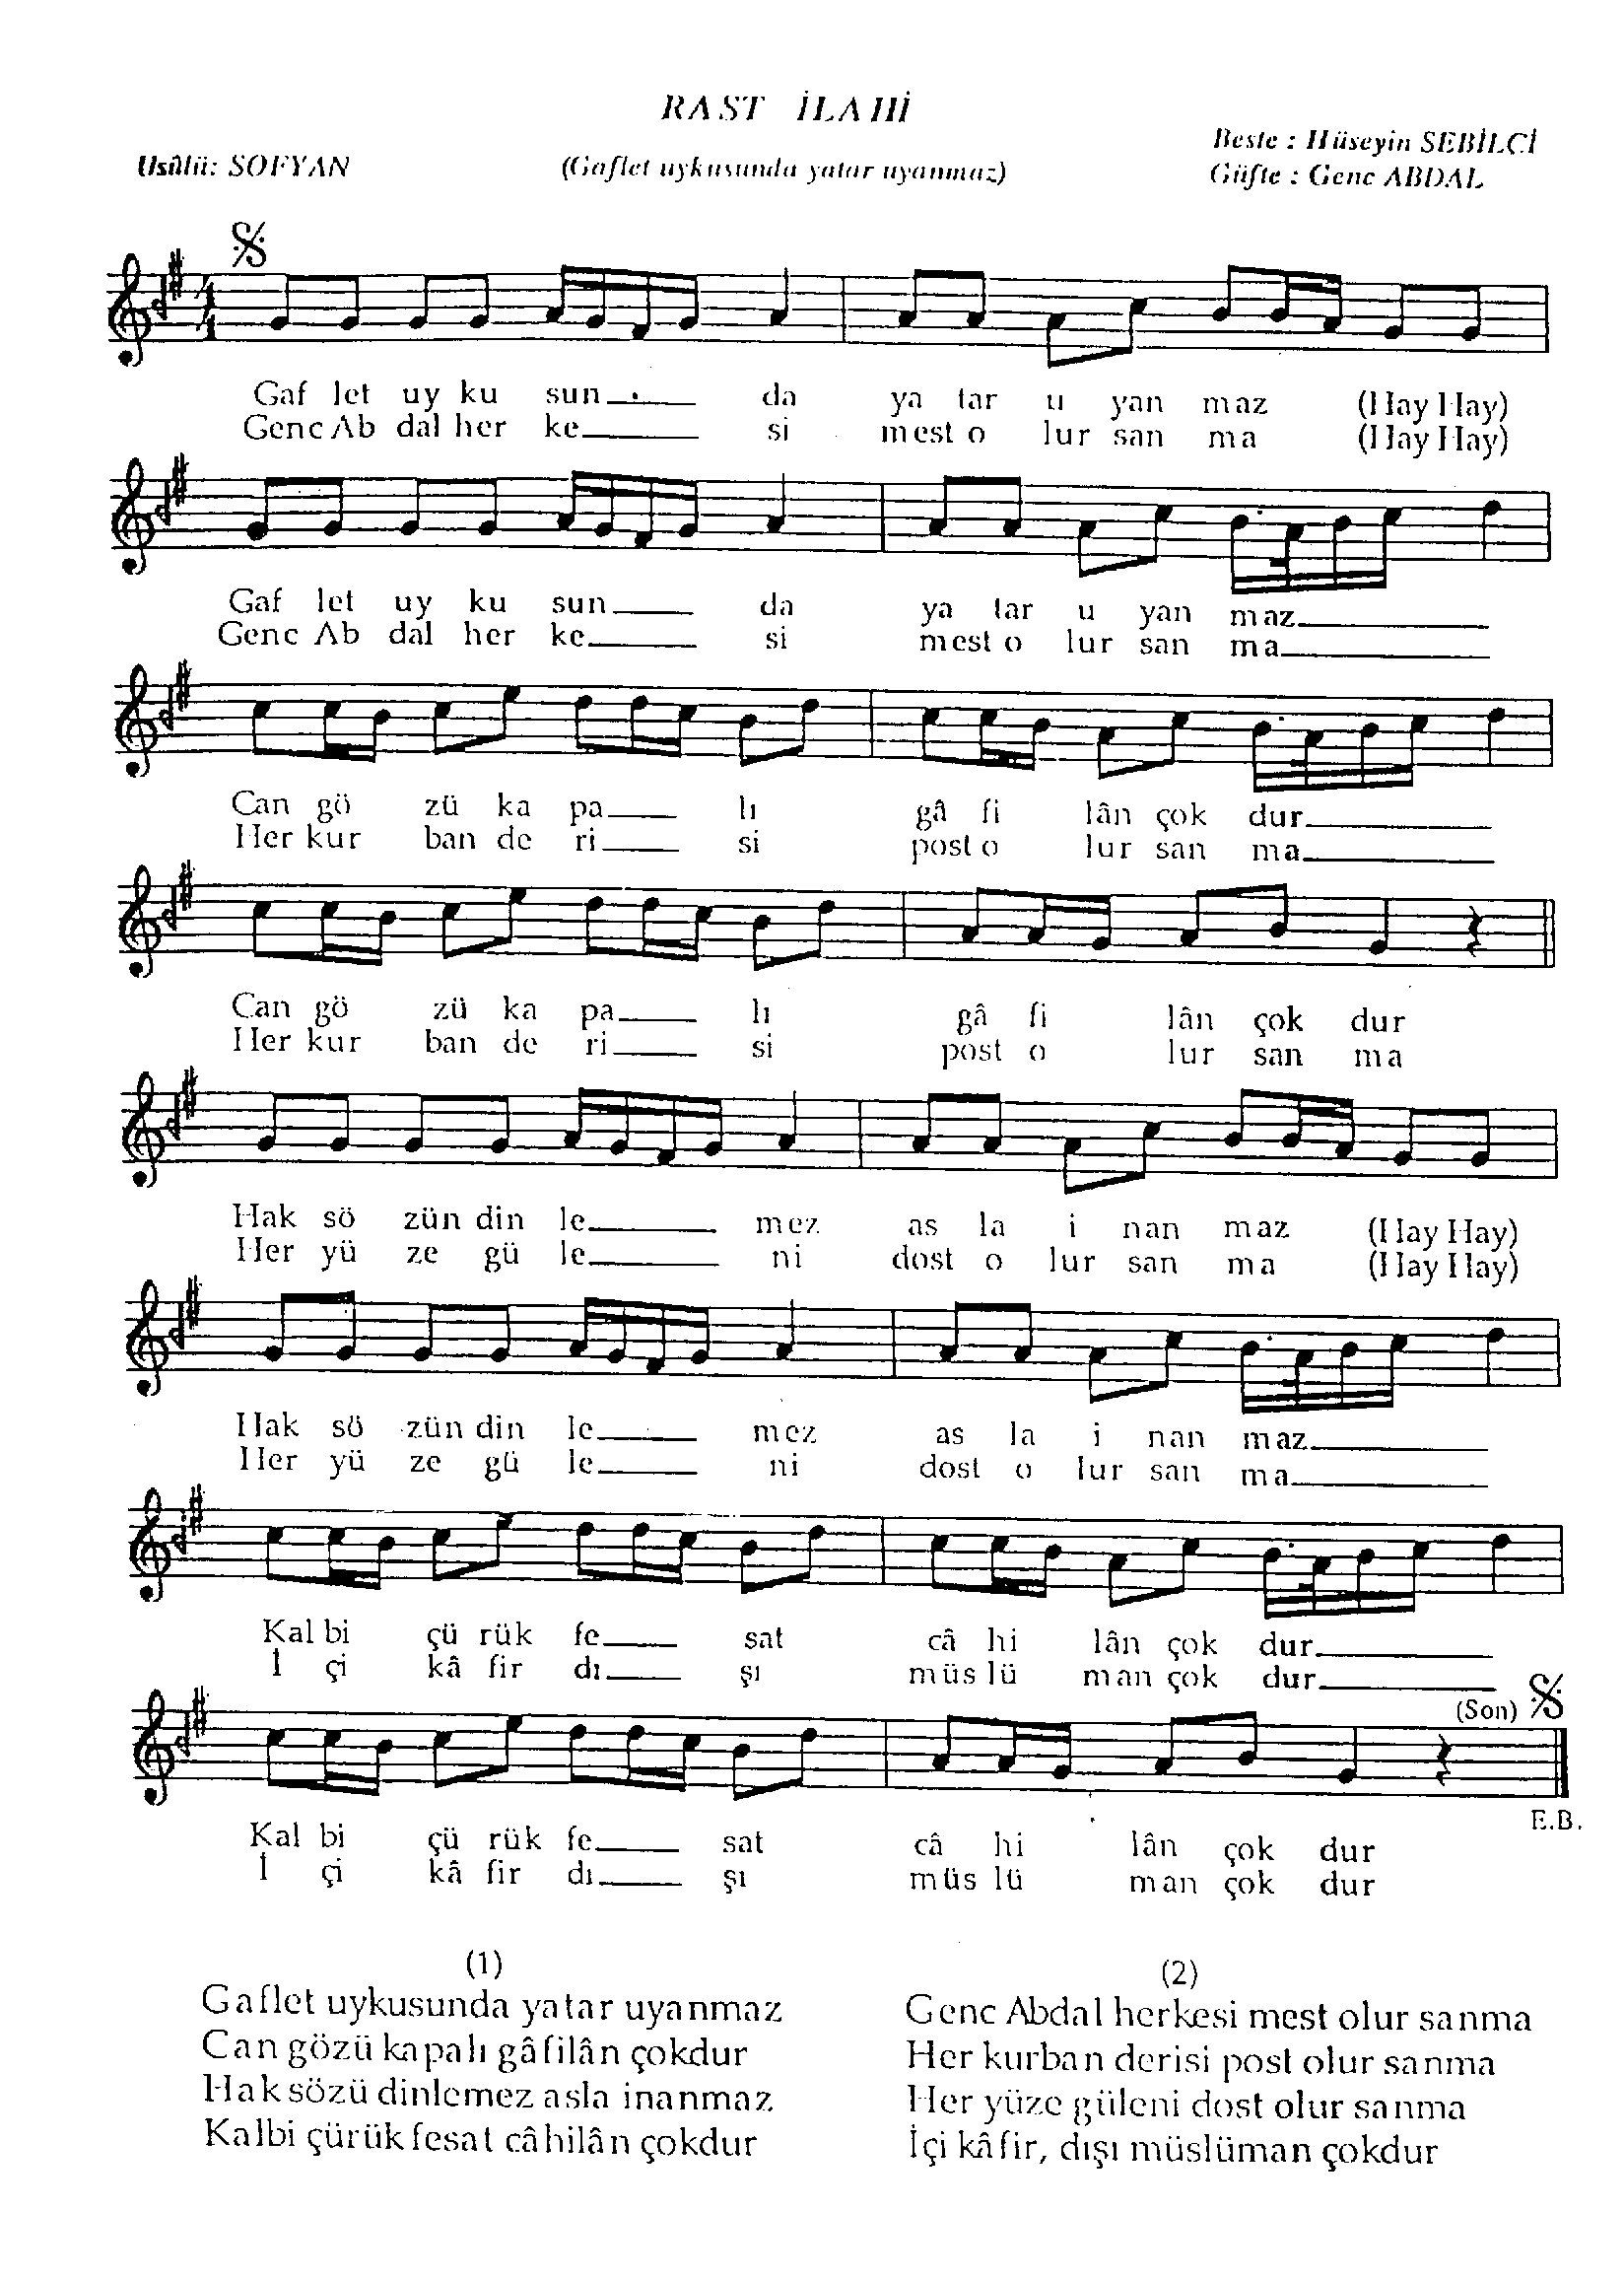 RAST İLAHİ
Usûlü: SOFYAN
(Gaflet uykusunda yatar uyanmaz)
Beste : Hüseyin SEBİLCİ
Güfte : Genc ABDAL
Gaf let uy ku sun da ya tar u yan maz (Hay Hay)
Genc Ab dal her ke si mest o lur san ma (Hay Hay)
Gaf let uy ku sun da ya tar u yan maz
Genc Ab dal her ke si mest o lur san ma
Can gö zü ka pa lı gâ fi lân çok dur
Her kur ban de ri si post o lur san ma
Can gö zü ka pa lı gâ fi lân çok dur
Her kur ban de ri si post o lur san ma
Hak sö zün din le mez as la i nan maz (Hay Hay)
Her yü ze gü le ni dost o lur san ma (Hay Hay)
Hak sö zün din le mez as la i nan maz
Her yü ze gü le ni dost o lur san ma
Kal bi çü rük fe sat câ hi lân çok dur
İ çi kâ fir dı şı müs lü man çok dur
(Son)
E.B.
Kal bi çü rük fe sat câ hi lân çok dur
İ çi kâ fir dı şı müs lü man çok dur
(1)
Gaflet uykusunda yatar uyanmaz
Can gözü kapalı gâfilân çokdur
Hak sözü dinlemez asla inanmaz
Kalbi çürük fesat câhilân çokdur
(2)
Genc Abdal herkesi mest olur sanma
Her kurban derisi post olur sanma
Her yüze güleni dost olur sanma
İçi kâfir, dışı müslüman çokdur